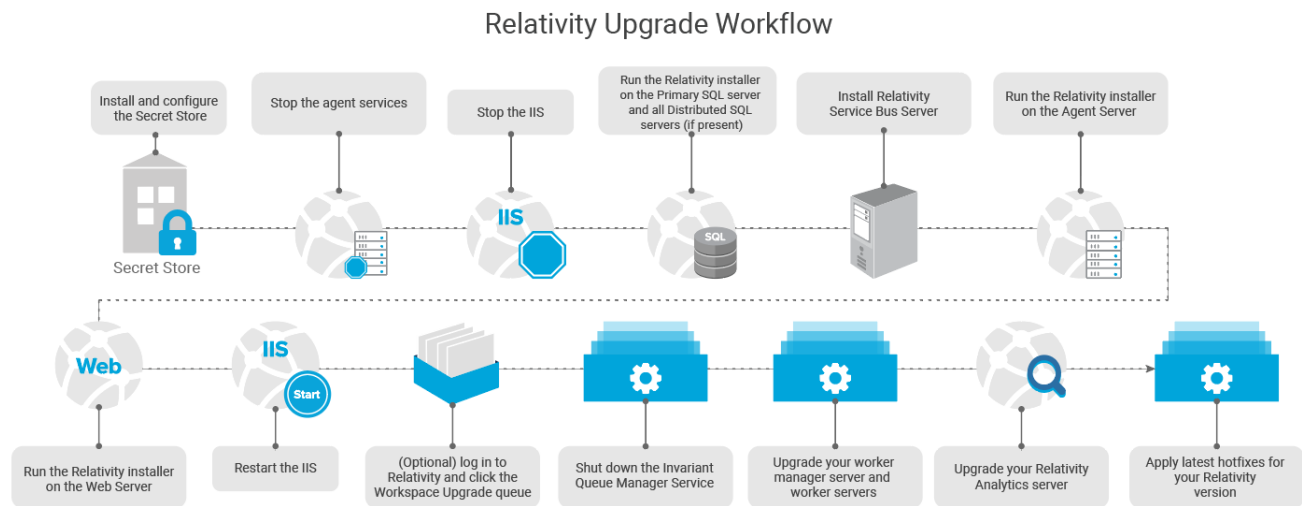 Relativity Upgrade Workflow
Install and configure
the Secret Store
Stop the agent services
Stop the IIS
Run the Relativity installer
on the Primary SQL server
and all Distributed SQL
servers (if present)
Install Relativity
Service Bus Server
Run the Relativity installer
on the Agent Server
IIS
SQL
Secret Store
Web
IIS
Start
Run the Relativity installer
on the Web Server
Restart the IIS
(Optional) log in to
Relativity and click the
Workspace Upgrade queue
Shut down the Invariant
Queue Manager Service
Upgrade your worker
manager server and
worker servers
Upgrade your Relativity
Analytics server
Apply latest hotfixes for
your Relativity
version